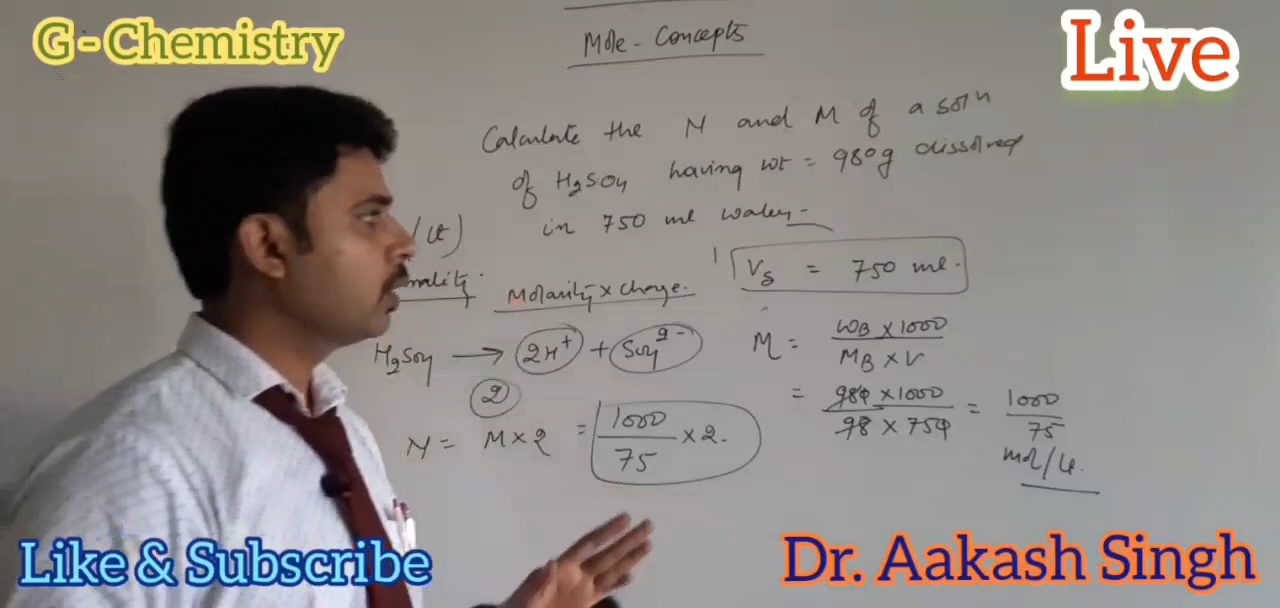 G - Chemistry
Live
Mole - Concepts
Calculate the N and M of a soln
of H2SO4 having wt = 980g dissolved
in 750 ml water
/ lt)
mality
Molarity × charge.
Vs = 750 ml.
H2SO4 → 2H+ + SO4 2-
2
N = M × 2 = 1000/75 × 2.
M = WB × 1000 / MB × V
= 980 × 1000 / 98 × 750 = 1000/75
mol/lt.
Like & Subscribe
Dr. Aakash Singh